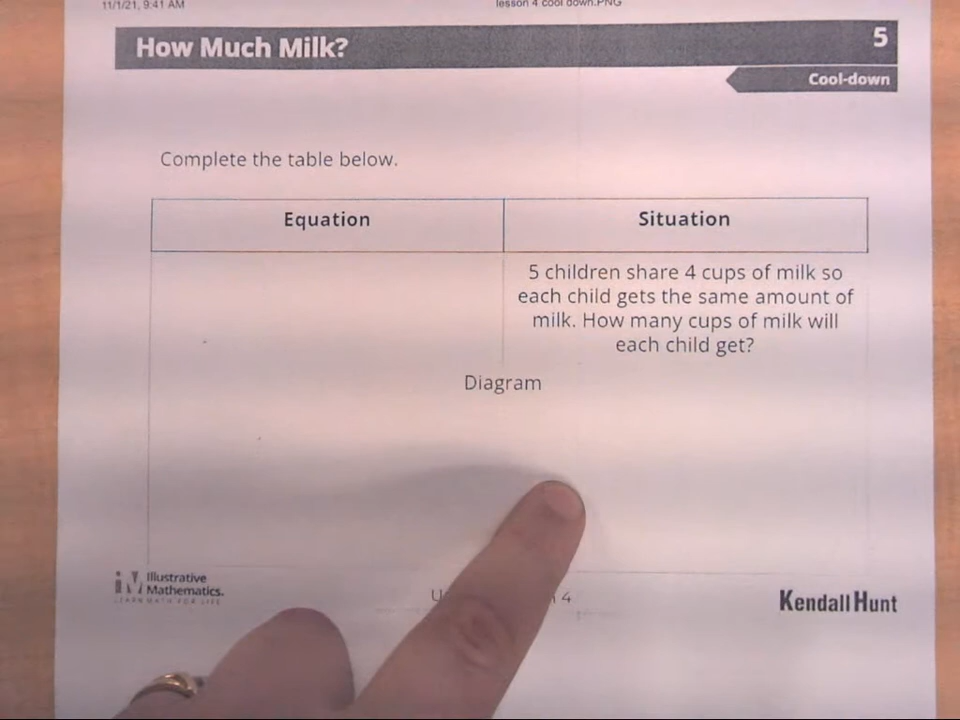 11/1/21, 9:41 AM
lesson 4 cool down.PNG
How Much Milk?
5
Cool-down
Complete the table below.
Equation
Situation
5 children share 4 cups of milk so
each child gets the same amount of
milk. How many cups of milk will
each child get?
Diagram
Illustrative
Mathematics.
LEARN MATH FOR LIFE
4
Kendall Hunt